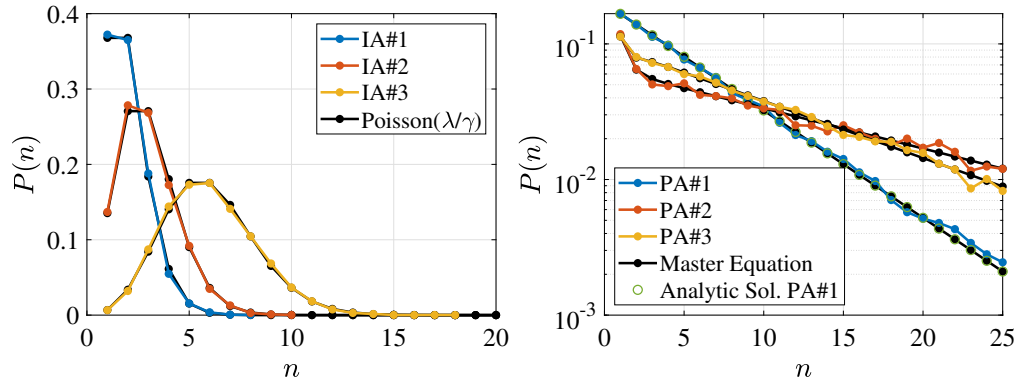 0.4
0.3
0.2
0.1
0
P(n)
0 5 10 15 20
n
IA#1
IA#2
IA#3
Poisson(λ/γ)
10⁻¹
10⁻²
10⁻³
P(n)
0 5 10 15 20 25
n
PA#1
PA#2
PA#3
Master Equation
Analytic Sol. PA#1